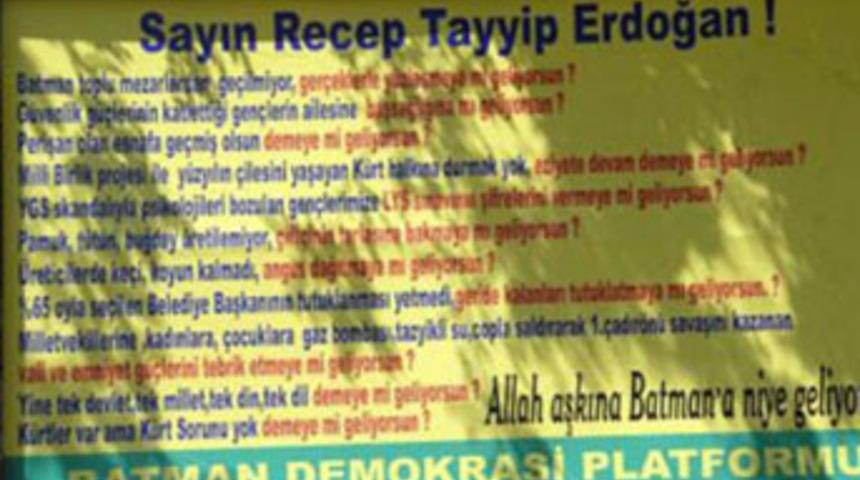 Sayın Recep Tayyip Erdoğan !
Batman toplu mezarlardan geçilmiyor, gerçeklerle yüzleşmeye mi geliyorsun ?
Güvenlik güçlerinin katlettiği gençlerin ailesine başsağlığına mı geliyorsun ?
Perişan olan esnafa geçmiş olsun demeye mi geliyorsun ?
Milli Birlik projesi ile yüzyılın çilesini yaşayan Kürt halkına durmak yok, eziyete devam demeye mi geliyorsun ?
YGS skandalıyla psikolojileri bozulan gençlerimize LYS sınavının şifrelerini vermeye mi geliyorsun ?
Pamuk, tütün, buğday üretilemiyor, çiftçinin tarlasına bakmaya mı geliyorsun ?
Üreticilerde keçi, koyun kalmadı, angus dağıtmaya mı geliyorsun ?
%65 oyla seçilen Belediye Başkanının tutuklanması yetmedi,geride kalanları tutuklatmaya mı geliyorsun. ?
Milletvekillerine ,kadınlara, çocuklara gaz bombası,tazyikli su,copla saldırarak 1.çadırönü savaşını kazanan
vali ve emniyet güçlerini tebrik etmeye mi geliyorsun ?
Yine tek devlet,tek millet,tek din,tek dil demeye mi geliyorsun ?
Kürtler var ama Kürt Sorunu yok demeye mi geliyorsun ?
Allah aşkına Batman'a niye geliyo
BATMAN DEMOKRASİ PLATFORMU